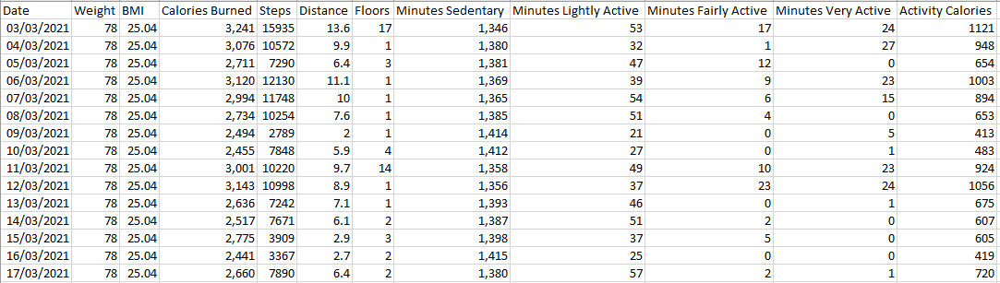 Date Weight BMI Calories Burned Steps Distance Floors Minutes Sedentary Minutes Lightly Active Minutes Fairly Active Minutes Very Active Activity Calories
03/03/2021 78 25.04 3,241 15935 13.6 17 1,346 53 17 24 1121
04/03/2021 78 25.04 3,076 10572 9.9 1 1,380 32 1 27 948
05/03/2021 78 25.04 2,711 7290 6.4 3 1,381 47 12 0 654
06/03/2021 78 25.04 3,120 12130 11.1 1 1,369 39 9 23 1003
07/03/2021 78 25.04 2,994 11748 10 1 1,365 54 6 15 894
08/03/2021 78 25.04 2,734 10254 7.6 1 1,385 51 4 0 653
09/03/2021 78 25.04 2,494 2789 2 1 1,414 21 0 5 413
10/03/2021 78 25.04 2,455 7848 5.9 4 1,412 27 0 1 483
11/03/2021 78 25.04 3,001 10220 9.7 14 1,358 49 10 23 924
12/03/2021 78 25.04 3,143 10998 8.9 1 1,356 37 23 24 1056
13/03/2021 78 25.04 2,636 7242 7.1 1 1,393 46 0 1 675
14/03/2021 78 25.04 2,517 7671 6.1 2 1,387 51 2 0 607
15/03/2021 78 25.04 2,775 3909 2.9 3 1,398 37 5 0 605
16/03/2021 78 25.04 2,441 3367 2.7 2 1,415 25 0 0 419
17/03/2021 78 25.04 2,660 7890 6.4 2 1,380 57 2 1 720